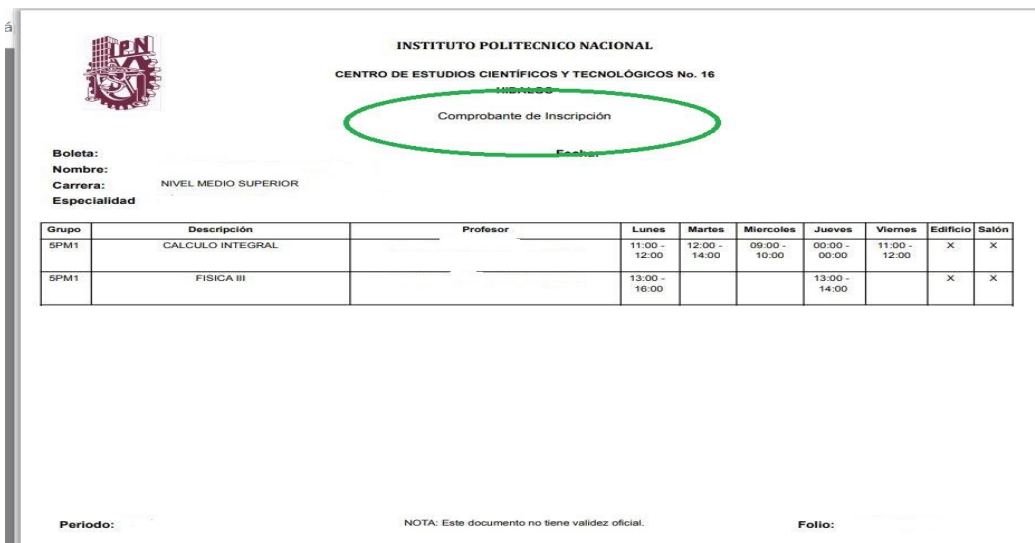 á
IPN
INSTITUTO POLITECNICO NACIONAL
CENTRO DE ESTUDIOS CIENTÍFICOS Y TECNOLÓGICOS No. 16
HIDALGO
Comprobante de Inscripción
Boleta: Fecha:
Nombre:
Carrera: NIVEL MEDIO SUPERIOR
Especialidad
Grupo Descripción Profesor Lunes Martes Miercoles Jueves Viernes Edificio Salón
5PM1 CALCULO INTEGRAL 11:00 - 12:00 - 09:00 - 00:00 - 11:00 - X X
12:00 14:00 10:00 00:00 12:00
5PM1 FISICA III 13:00 - 13:00 - X X
16:00 14:00
Periodo: NOTA: Este documento no tiene validez oficial. Folio: